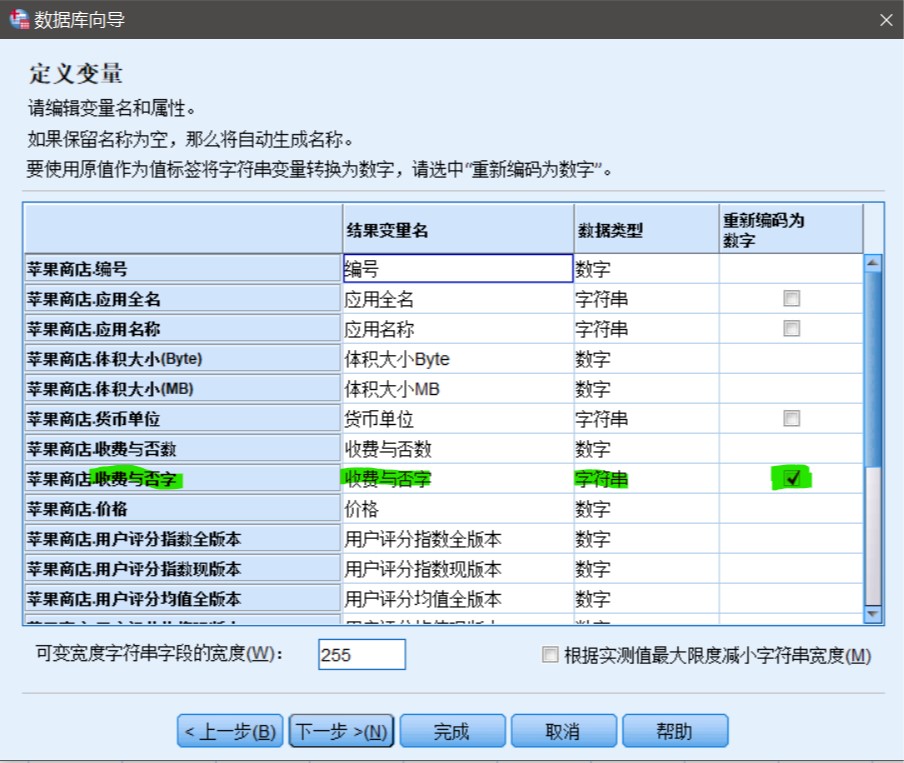 数据库向导
定义变量
请编辑变量名和属性。
如果保留名称为空，那么将自动生成名称。
要使用原值作为值标签将字符串变量转换为数字，请选中“重新编码为数字”。
结果变量名 数据类型 重新编码为
数字
苹果商店.编号 编号 数字
苹果商店.应用全名 应用全名 字符串
苹果商店.应用名称 应用名称 字符串
苹果商店.体积大小(Byte) 体积大小Byte 数字
苹果商店.体积大小(MB) 体积大小MB 数字
苹果商店.货币单位 货币单位 字符串
苹果商店.收费与否数 收费与否数 数字
苹果商店.收费与否字 收费与否字 字符串
苹果商店.价格 价格 数字
苹果商店.用户评分指数全版本 用户评分指数全版本 数字
苹果商店.用户评分指数现版本 用户评分指数现版本 数字
苹果商店.用户评分均值全版本 用户评分均值全版本 数字
可变宽度字符串字段的宽度(W)： 255 根据实测值最大限度减小字符串宽度(M)
< 上一步(B) 下一步 >(N) 完成 取消 帮助